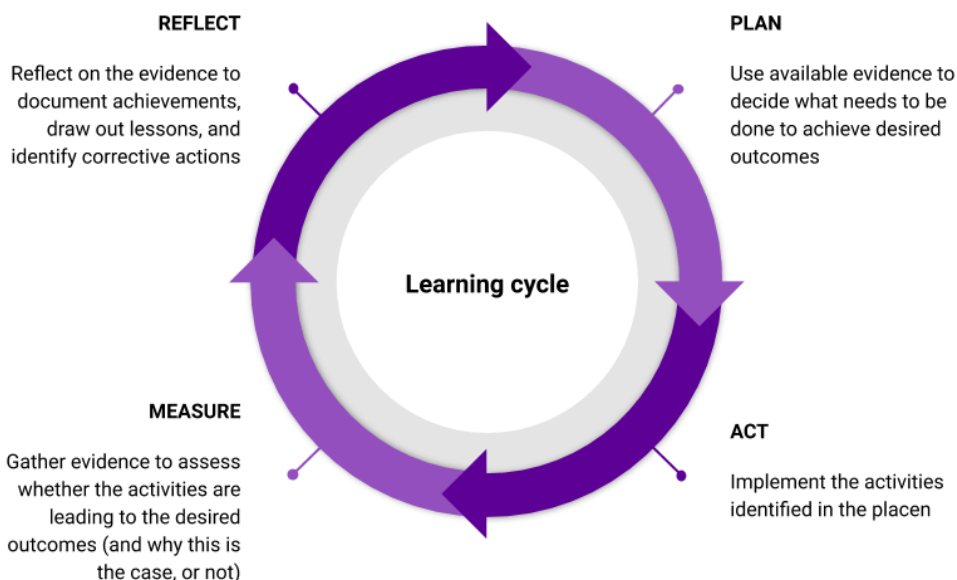 REFLECT
Reflect on the evidence to
document achievements,
draw out lessons, and
identify corrective actions
PLAN
Use available evidence to
decide what needs to be
done to achieve desired
outcomes
Learning cycle
MEASURE
Gather evidence to assess
whether the activities are
leading to the desired
outcomes (and why this is
the case, or not)
ACT
Implement the activities
identified in the placen